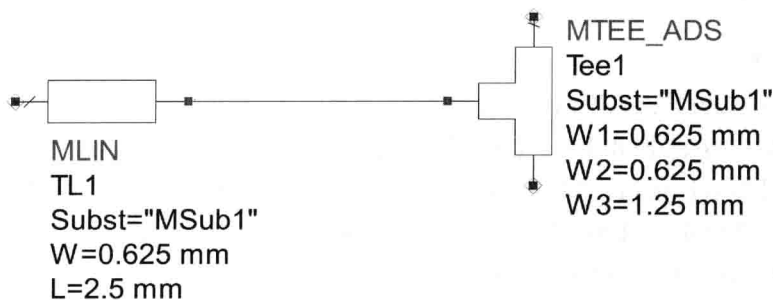 MLIN
TL1
Subst="MSub1"
W=0.625 mm
L=2.5 mm
MTEE_ADS
Tee1
Subst="MSub1"
W1=0.625 mm
W2=0.625 mm
W3=1.25 mm